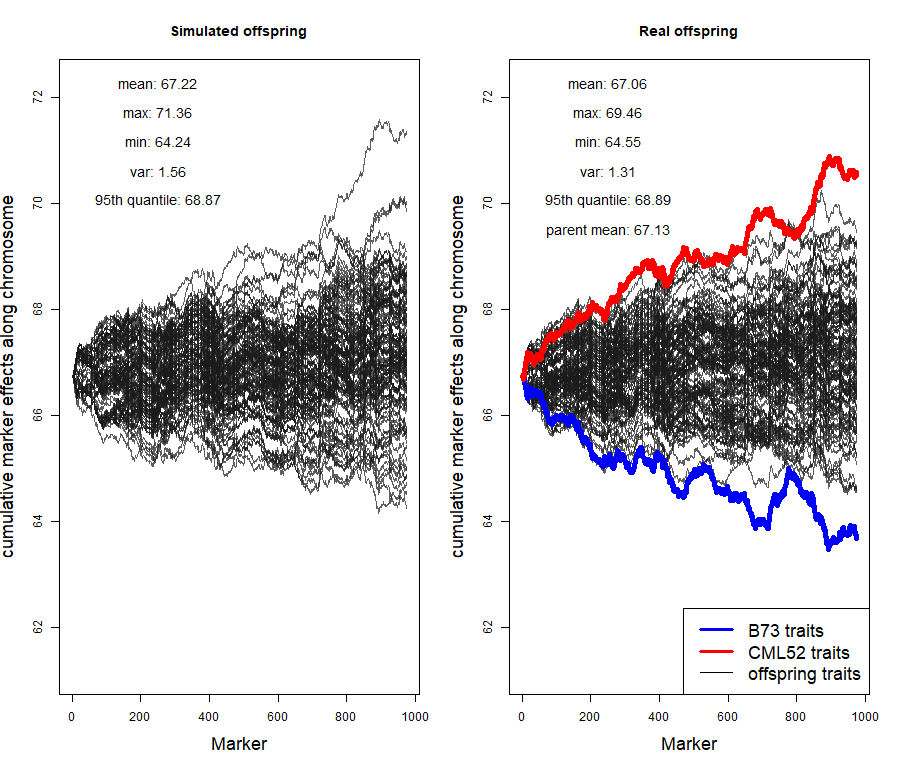 Simulated offspring
mean: 67.22
max: 71.36
min: 64.24
var: 1.56
95th quantile: 68.87
cumulative marker effects along chromosome
72
70
68
66
64
62
0 200 400 600 800 1000
Marker
Real offspring
mean: 67.06
max: 69.46
min: 64.55
var: 1.31
95th quantile: 68.89
parent mean: 67.13
cumulative marker effects along chromosome
72
70
68
66
64
62
B73 traits
CML52 traits
offspring traits
0 200 400 600 800 1000
Marker